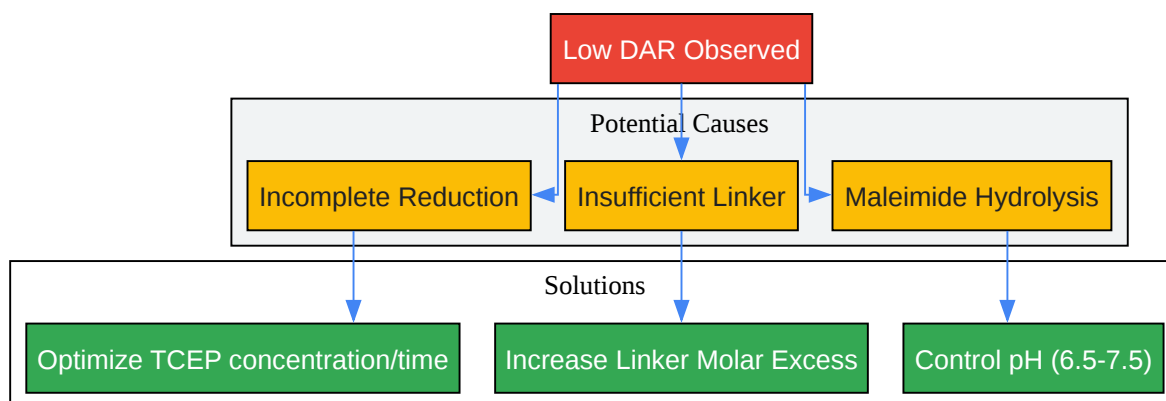 Low DAR Observed
Potential Causes
Incomplete Reduction
Insufficient Linker
Maleimide Hydrolysis
Solutions
Optimize TCEP concentration/time
Increase Linker Molar Excess
Control pH (6.5-7.5)